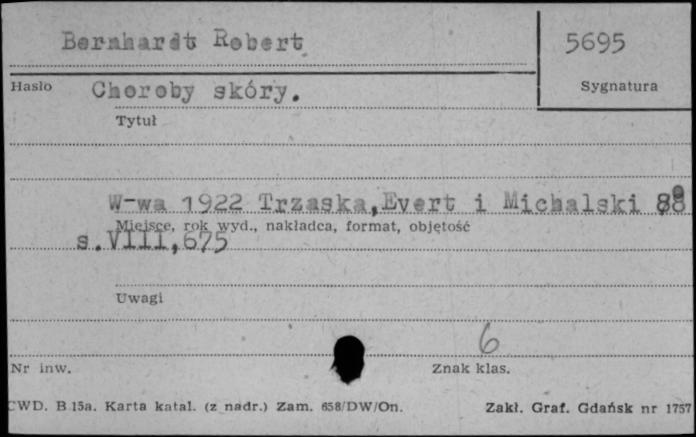 Bernhardt Robert
5695
Hasło
Sygnatura
Choroby skóry.
Tytuł
W-wa 1922 Trzaska,Evert i Michalski 8°
Miejsce, rok wyd., nakładca, format, objętość
s.VIII,675
Uwagi
6
Nr inw.
Znak klas.
CWD. B 15a. Karta katal. (z nadr.) Zam. 658/DW/On.
Zakł. Graf. Gdańsk nr 1757